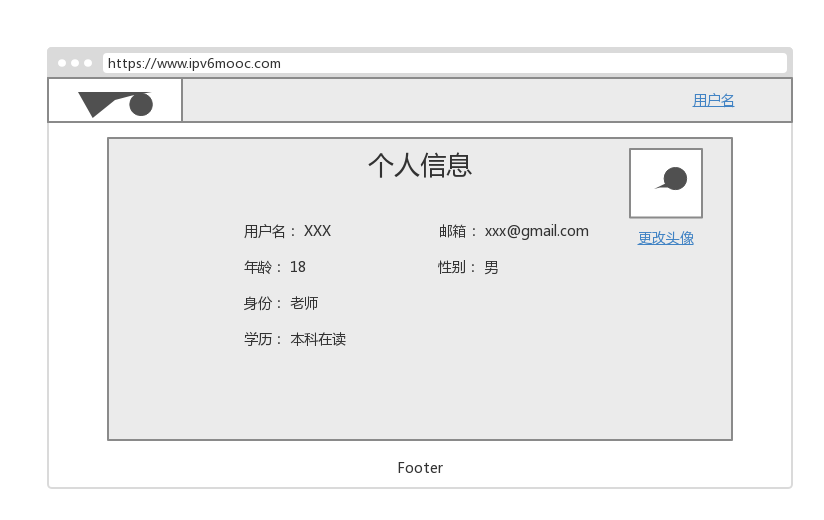 https://www.ipv6mooc.com
用户名
个人信息
更改头像
用户名： XXX 邮箱： xxx@gmail.com
年龄： 18 性别： 男
身份： 老师
学历： 本科在读
Footer